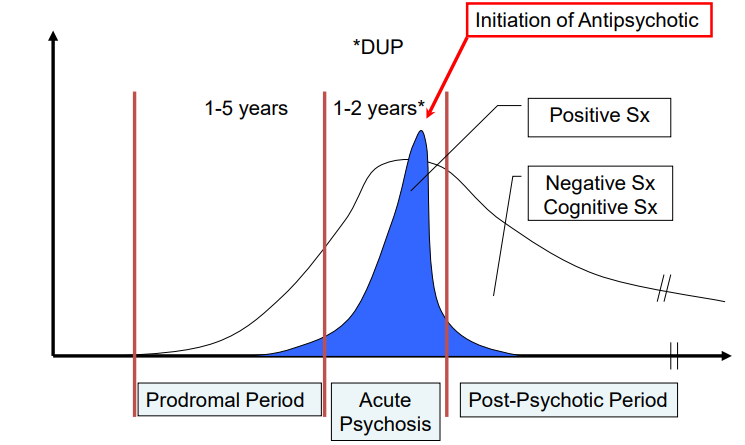 Initiation of Antipsychotic
*DUP
1-5 years
1-2 years*
Positive Sx
Negative Sx
Cognitive Sx
Prodromal Period
Acute
Psychosis
Post-Psychotic Period